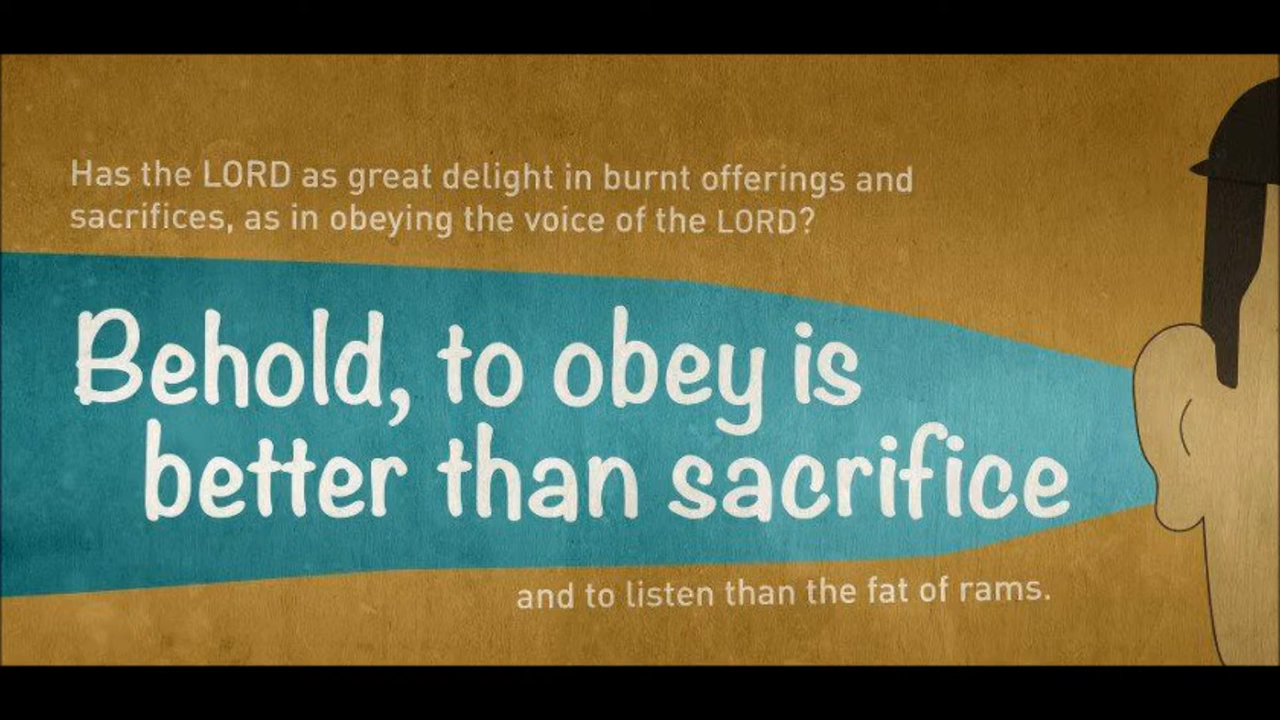 Has the LORD as great delight in burnt offerings and
sacrifices, as in obeying the voice of the LORD?
Behold, to obey is
better than sacrifice
and to listen than the fat of rams.